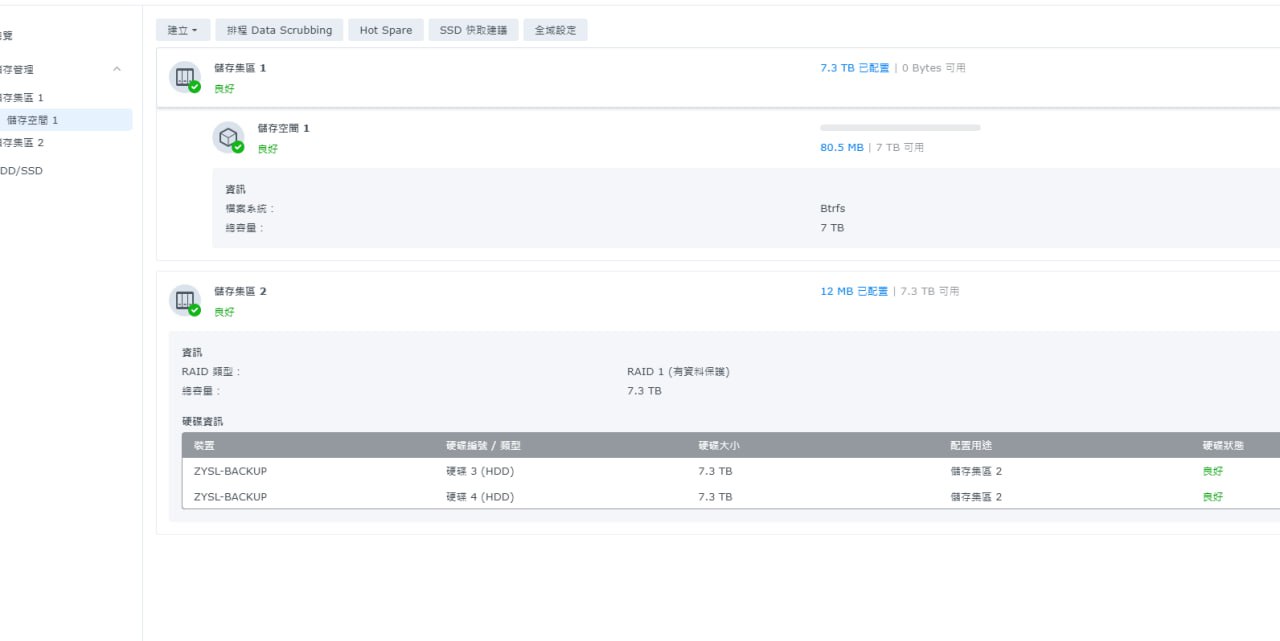 建立
排程 Data Scrubbing
Hot Spare
SSD 快取建議
全域設定
覽
存管理
存集區 1
儲存空間 1
存集區 2
DD/SSD
儲存集區 1
7.3 TB 已配置 | 0 Bytes 可用
良好
儲存空間 1
良好
80.5 MB | 7 TB 可用
資訊
檔案系統 : Btrfs
總容量 : 7 TB
儲存集區 2
12 MB 已配置 | 7.3 TB 可用
良好
資訊
RAID 類型 : RAID 1 (有資料保護)
總容量 : 7.3 TB
硬碟資訊
裝置 硬碟編號 / 類型 硬碟大小 配置用途 硬碟狀態
ZYSL-BACKUP 硬碟 3 (HDD) 7.3 TB 儲存集區 2 良好
ZYSL-BACKUP 硬碟 4 (HDD) 7.3 TB 儲存集區 2 良好